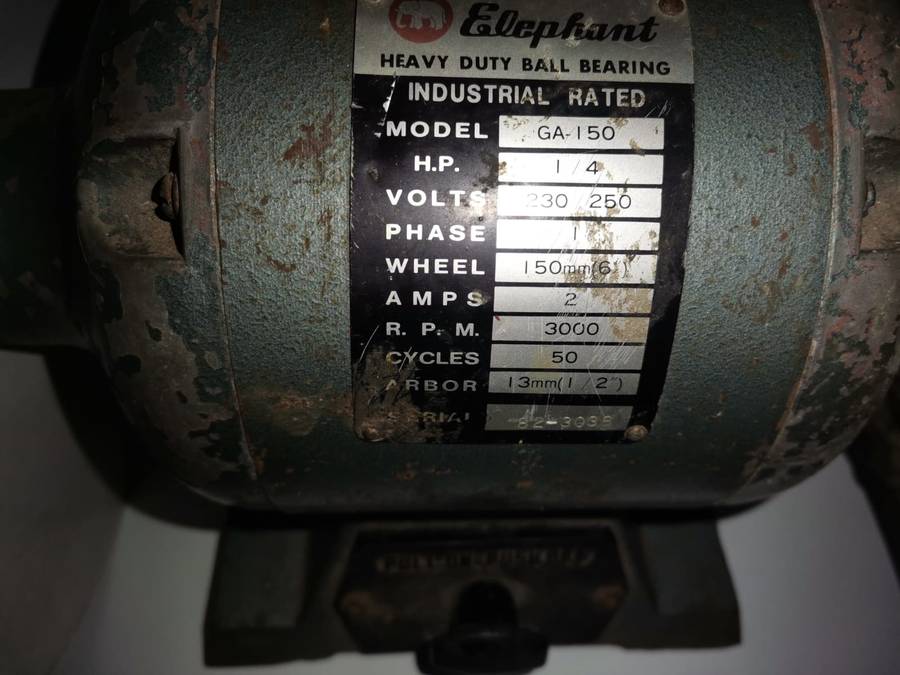 Elephant
HEAVY DUTY BALL BEARING
INDUSTRIAL RATED
MODEL GA-150
H.P. 1/4
VOLTS 230/250
PHASE 1
WHEEL 150mm(6")
AMPS 2
R.P.M. 3000
CYCLES 50
ARBOR 13mm(1/2")
SERIAL